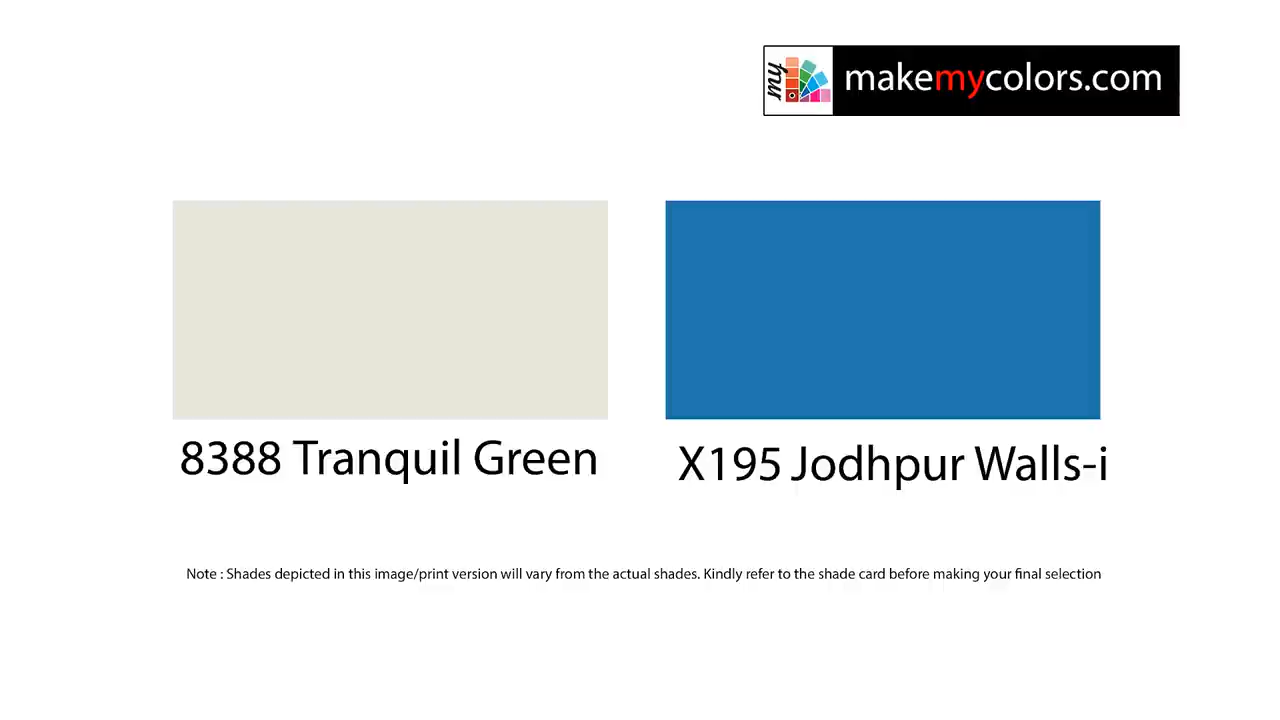 my
makemycolors.com
8388 Tranquil Green
X195 Jodhpur Walls-i
Note : Shades depicted in this image/print version will vary from the actual shades. Kindly refer to the shade card before making your final selection